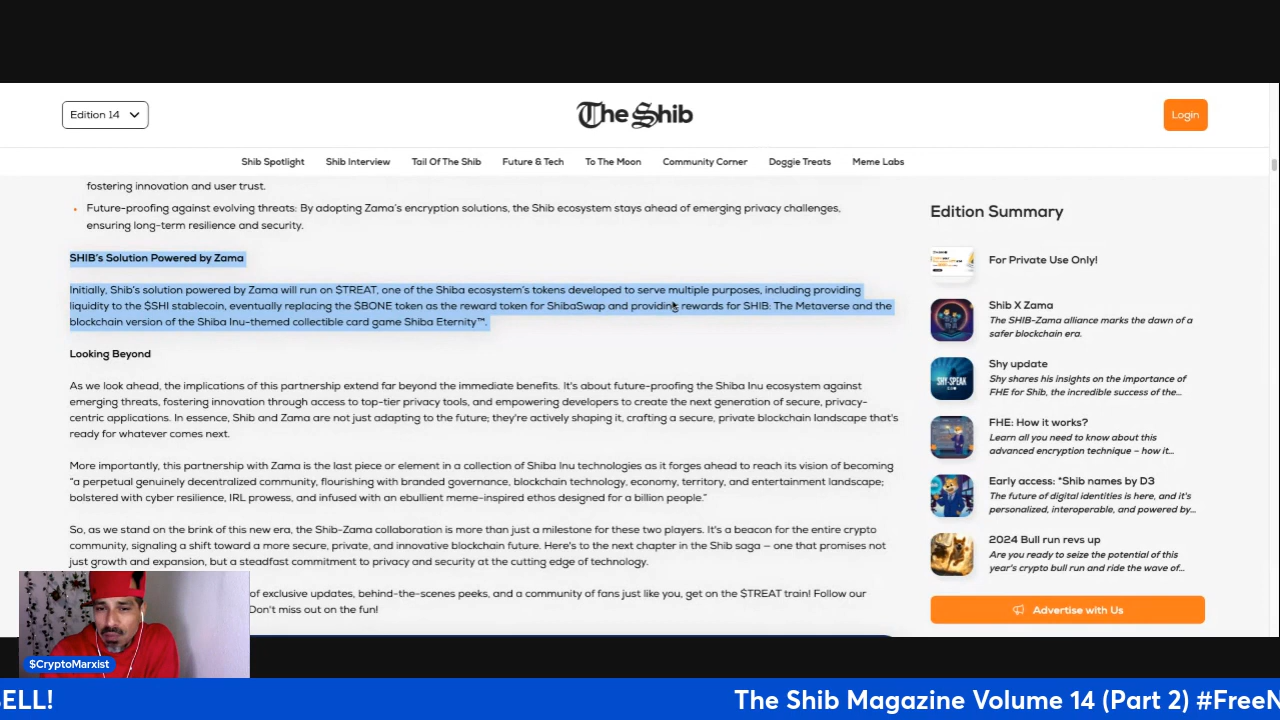 Edition 14
The Shib
Login
Shib Spotlight
Shib Interview
Tail Of The Shib
Future & Tech
To The Moon
Community Corner
Doggie Treats
Meme Labs
fostering innovation and user trust.
• Future-proofing against evolving threats: By adopting Zama's encryption solutions, the Shib ecosystem stays ahead of emerging privacy challenges,
ensuring long-term resilience and security.
SHIB's Solution Powered by Zama
Initially, Shib's solution powered by Zama will run on $TREAT, one of the Shiba ecosystem's tokens developed to serve multiple purposes, including providing
liquidity to the $SHI stablecoin, eventually replacing the $BONE token as the reward token for ShibaSwap and providing rewards for SHIB: The Metaverse and the
blockchain version of the Shiba Inu-themed collectible card game Shiba Eternity™.
Looking Beyond
As we look ahead, the implications of this partnership extend far beyond the immediate benefits. It's about future-proofing the Shiba Inu ecosystem against
emerging threats, fostering innovation through access to top-tier privacy tools, and empowering developers to create the next generation of secure, privacy-
centric applications. In essence, Shib and Zama are not just adapting to the future; they're actively shaping it, crafting a secure, private blockchain landscape that's
ready for whatever comes next.
More importantly, this partnership with Zama is the last piece or element in a collection of Shiba Inu technologies as it forges ahead to reach its vision of becoming
"a perpetual genuinely decentralized community, flourishing with branded governance, blockchain technology, economy, territory, and entertainment landscape;
bolstered with cyber resilience, IRL prowess, and infused with an ebullient meme-inspired ethos designed for a billion people."
So, as we stand on the brink of this new era, the Shib-Zama collaboration is more than just a milestone for these two players. It's a beacon for the entire crypto
community, signaling a shift toward a more secure, private, and innovative blockchain future. Here's to the next chapter in the Shib saga – one that promises not
just growth and expansion, but a steadfast commitment to privacy and security at the cutting edge of technology.
of exclusive updates, behind-the-scenes peeks, and a community of fans just like you, get on the $TREAT train! Follow our
Don't miss out on the fun!
Edition Summary
For Private Use Only!
Shib X Zama
The SHIB-Zama alliance marks the dawn of a
safer blockchain era.
SHY-SPEAK
Shy update
Shy shares his insights on the importance of
FHE for Shib, the incredible success of the...
FHE: How it works?
Learn all you need to know about this
advanced encryption technique – how it...
Early access: "Shib names by D3
The future of digital identities is here, and it's
personalized, interoperable, and powered by...
2024 Bull run revs up
Are you ready to seize the potential of this
year's crypto bull run and ride the wave of...
Advertise with Us
$CryptoMarxist
ELL!
The Shib Magazine Volume 14 (Part 2) #FreeN